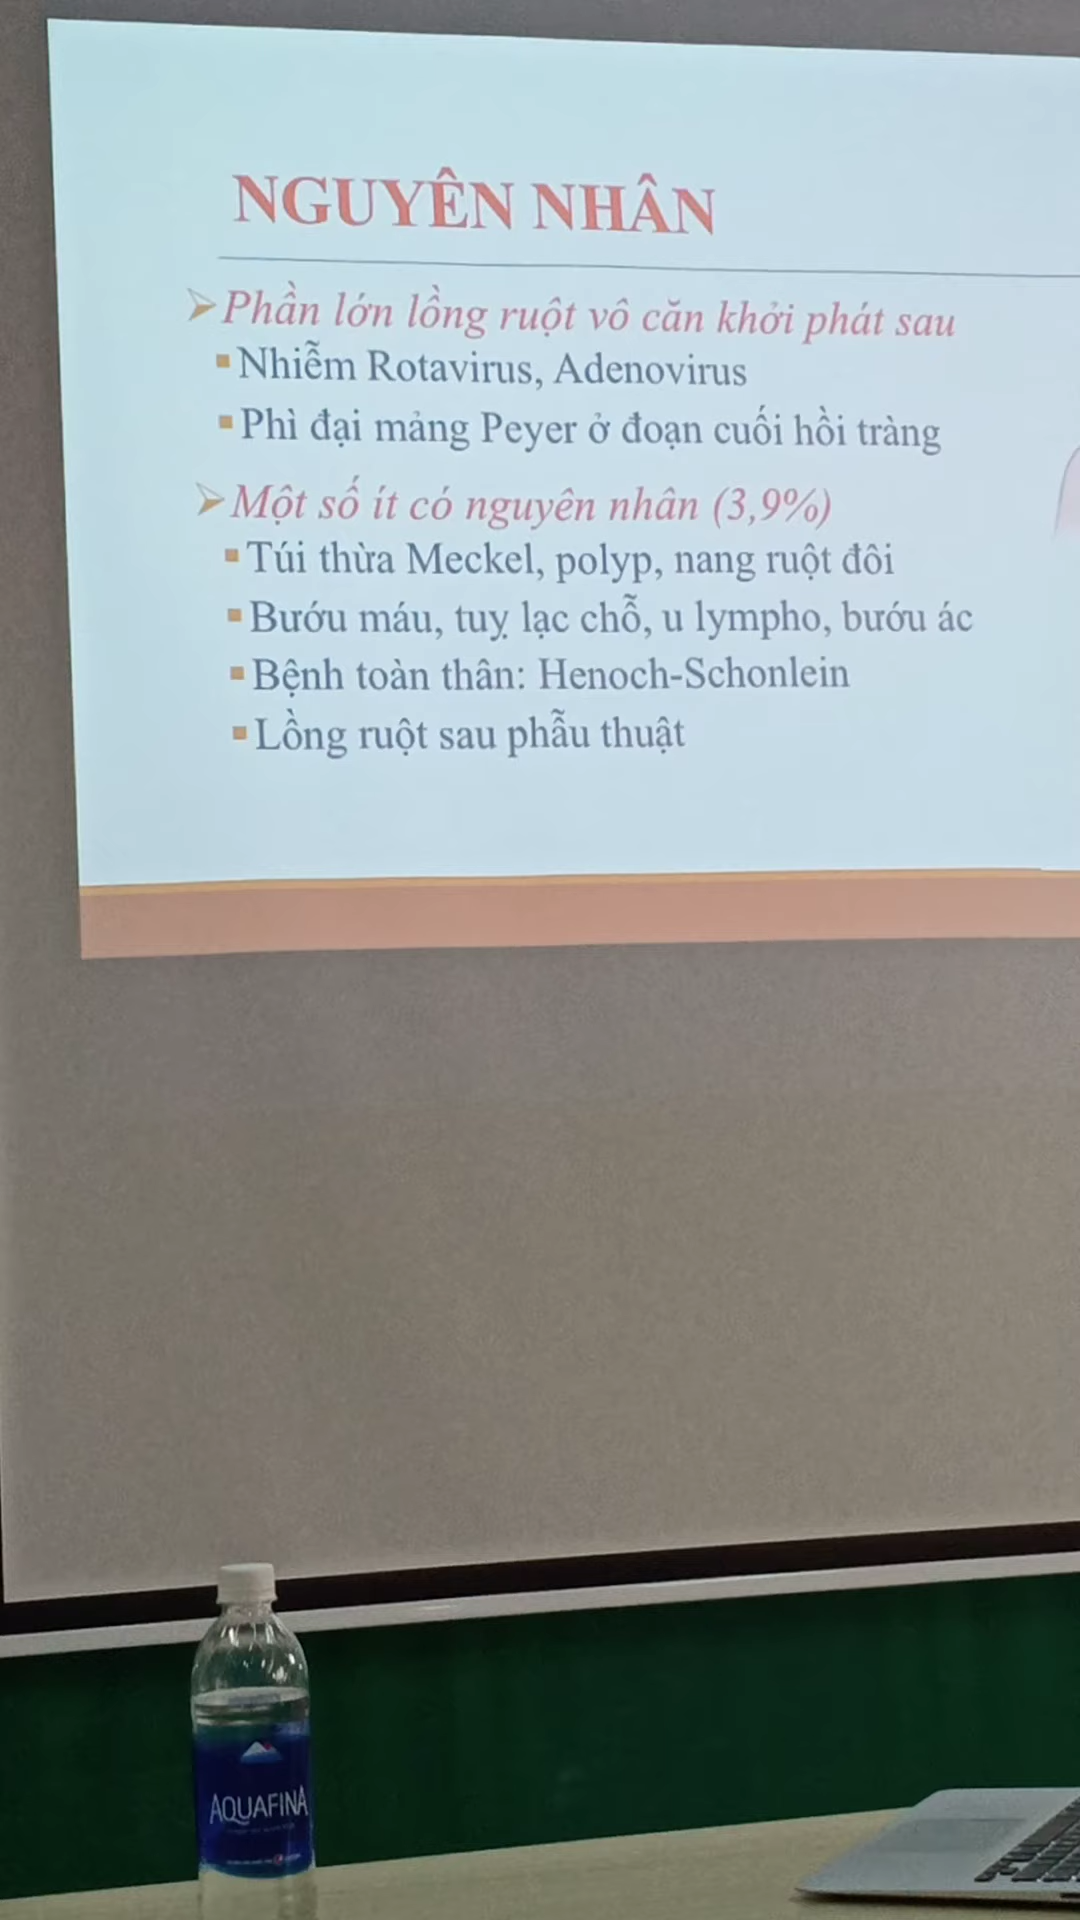 NGUYÊN NHÂN
Phần lớn lồng ruột vô căn khởi phát sau
Nhiễm Rotavirus, Adenovirus
Phì đại mảng Peyer ở đoạn cuối hồi tràng
Một số ít có nguyên nhân (3,9%)
Túi thừa Meckel, polyp, nang ruột đôi
Bướu máu, tuỵ lạc chỗ, u lympho, bướu ác
Bệnh toàn thân: Henoch-Schonlein
Lồng ruột sau phẫu thuật
AQUAFINA